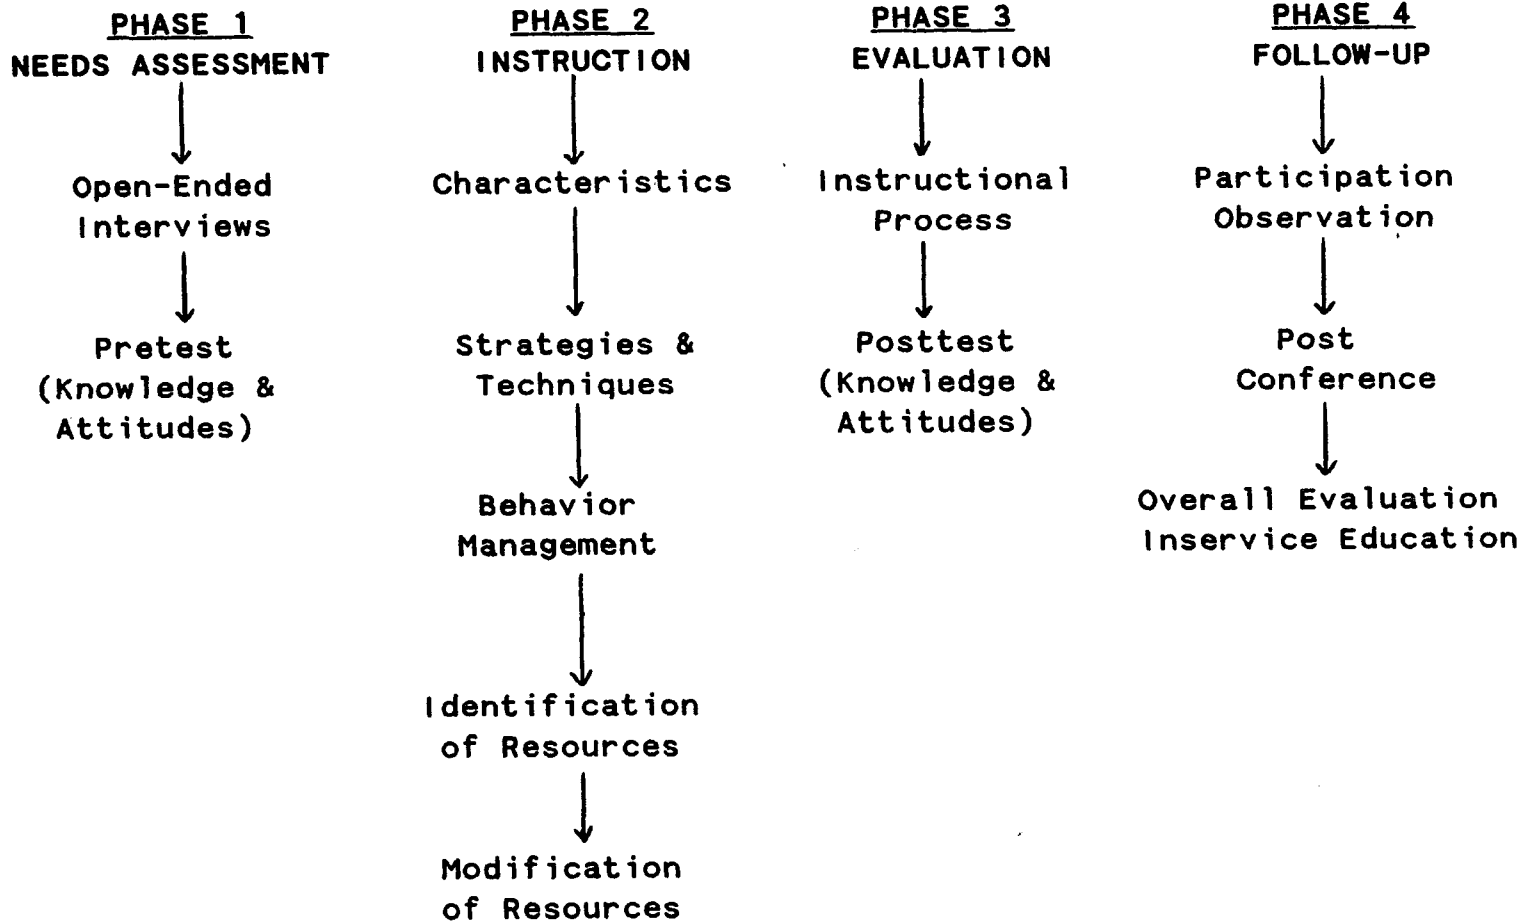 PHASE 1
NEEDS ASSESSMENT
Open-Ended
Interviews
Pretest
(Knowledge &
Attitudes)
PHASE 2
INSTRUCTION
Characteristics
Strategies &
Techniques
Behavior
Management
Identification
of Resources
Modification
of Resources
PHASE 3
EVALUATION
Instructional
Process
Posttest
(Knowledge &
Attitudes)
PHASE 4
FOLLOW-UP
Participation
Observation
Post
Conference
Overall Evaluation
Inservice Education